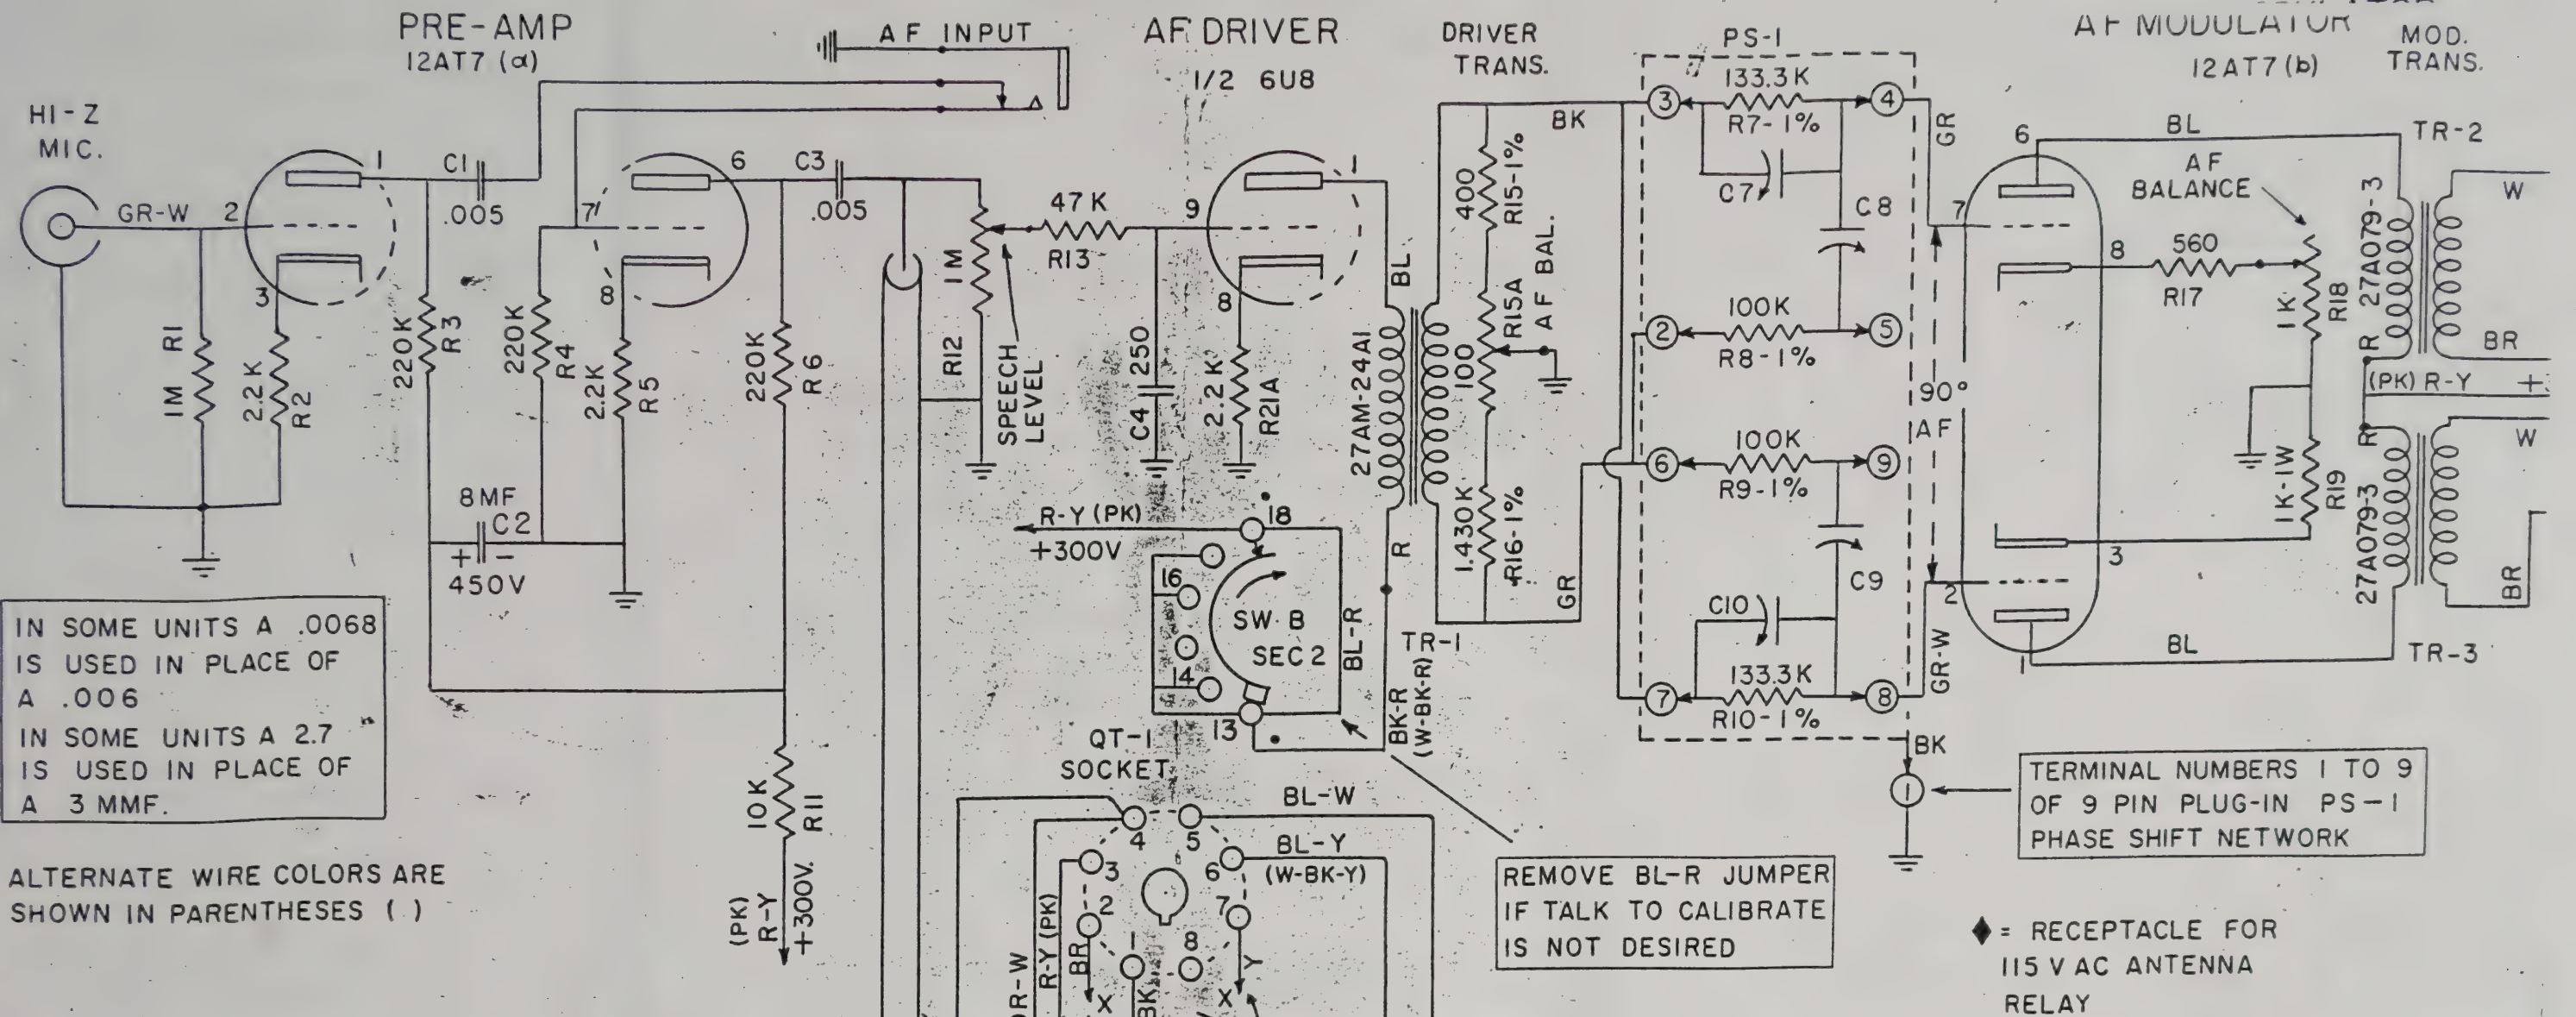 PRE-AMP
12AT7 (a)
AF INPUT
AF DRIVER
1/2 6U8
DRIVER
TRANS.
PS-1
AF MODULATOR
12AT7(b)
MOD.
TRANS.
HI-Z
MIC.
GR-W
2
1
3
C1
.005
7
6
8
C3
.005
1M R1
2.2K
R2
220K
R3
220K
R4
2.2K
R5
220K
R6
8MF
C2
+ -
450V
10K
R11
(PK)
R-Y
+300V.
1M
R12
SPEECH
LEVEL
47 K
R13
9
1
8
C4 250
2.2K
R21A
BL
R
27AM-24A1
TR-1
BK
GR
400
R15-1%
100
R15A
AF BAL.
1.430K
R16-1%
3
133.3K
R7-1%
4
C7
C8
2
100K
R8-1%
5
6
100K
R9-1%
9
C9
C10
7
133.3K
R10-1%
8
GR
GR-W
90°
AF
BK
1
6
7
8
3
2
1
BL
BL
560
R17
AF
BALANCE
1K
R18
1K-1W
R19
TR-2
27A079-3
R
R
27A079-3
TR-3
W
BR
(PK) R-Y
W
BR
R-Y (PK)
+300V
18
16
14
13
SW. B
SEC 2
BL-R
BK-R
(W-BK-R)
QT-1
SOCKET
4
5
3
6
2
7
1
8
BL-W
BL-Y
(W-BK-Y)
R-Y (PK)
BR
X
BK
Y
X
IN SOME UNITS A .0068
IS USED IN PLACE OF
A .006
IN SOME UNITS A 2.7
IS USED IN PLACE OF
A 3 MMF.
ALTERNATE WIRE COLORS ARE
SHOWN IN PARENTHESES ( )
REMOVE BL-R JUMPER
IF TALK TO CALIBRATE
IS NOT DESIRED
TERMINAL NUMBERS 1 TO 9
OF 9 PIN PLUG-IN PS-1
PHASE SHIFT NETWORK
♦ = RECEPTACLE FOR
115 V AC ANTENNA
RELAY